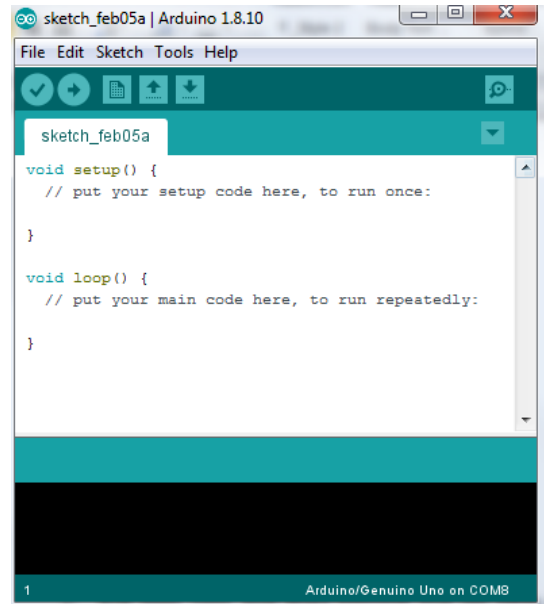 sketch_feb05a | Arduino 1.8.10
File Edit Sketch Tools Help
sketch_feb05a
void setup() {
  // put your setup code here, to run once:
}
void loop() {
  // put your main code here, to run repeatedly:
}
1 Arduino/Genuino Uno on COM8